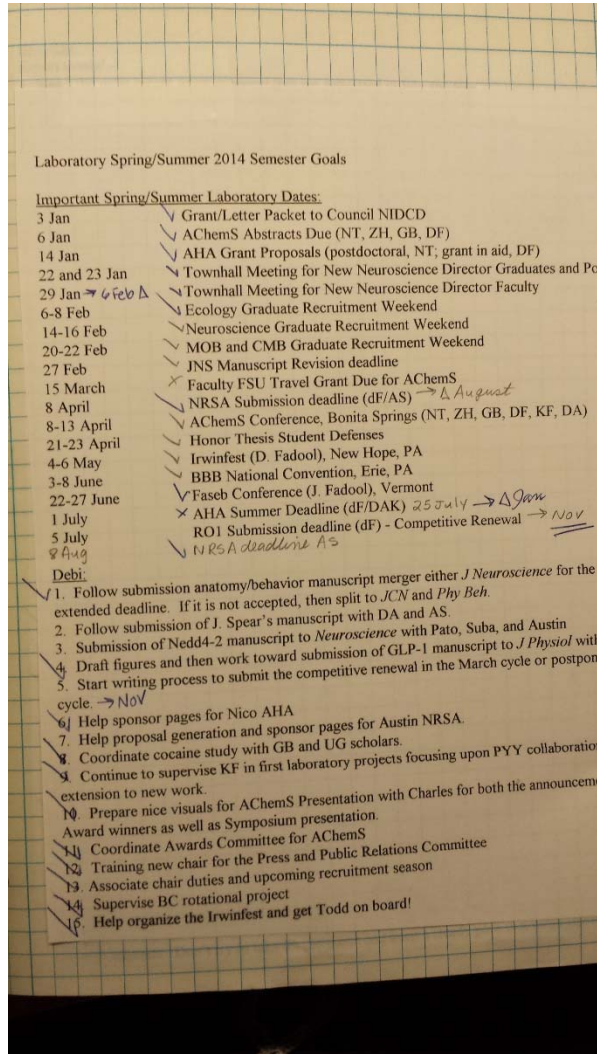 Laboratory Spring/Summer 2014 Semester Goals
Important Spring/Summer Laboratory Dates:
3 Jan √ Grant/Letter Packet to Council NIDCD
6 Jan √ AChemS Abstracts Due (NT, ZH, GB, DF)
14 Jan √ AHA Grant Proposals (postdoctoral, NT; grant in aid, DF)
22 and 23 Jan √ Townhall Meeting for New Neuroscience Director Graduates and Po
29 Jan → 6 Feb Δ √ Townhall Meeting for New Neuroscience Director Faculty
6-8 Feb √ Ecology Graduate Recruitment Weekend
14-16 Feb √ Neuroscience Graduate Recruitment Weekend
20-22 Feb √ MOB and CMB Graduate Recruitment Weekend
27 Feb √ JNS Manuscript Revision deadline
15 March × Faculty FSU Travel Grant Due for AChemS
8 April √ NRSA Submission deadline (dF/AS) → Δ August
8-13 April √ AChemS Conference, Bonita Springs (NT, ZH, GB, DF, KF, DA)
21-23 April √ Honor Thesis Student Defenses
4-6 May √ Irwinfest (D. Fadool), New Hope, PA
3-8 June √ BBB National Convention, Erie, PA
22-27 June √ Faseb Conference (J. Fadool), Vermont
1 July × AHA Summer Deadline (dF/DAK) 25 July → Δ Jan
5 July RO1 Submission deadline (dF) - Competitive Renewal → Nov
8 Aug √ NRSA deadline AS
Debi:
√ 1. Follow submission anatomy/behavior manuscript merger either J Neuroscience for the
extended deadline. If it is not accepted, then split to JCN and Phy Beh.
2. Follow submission of J. Spear's manuscript with DA and AS.
3. Submission of Nedd4-2 manuscript to Neuroscience with Pato, Suba, and Austin
4. Draft figures and then work toward submission of GLP-1 manuscript to J Physiol with
5. Start writing process to submit the competitive renewal in the March cycle or postpon
cycle. → Nov
6. Help sponsor pages for Nico AHA
7. Help proposal generation and sponsor pages for Austin NRSA.
8. Coordinate cocaine study with GB and UG scholars.
9. Continue to supervise KF in first laboratory projects focusing upon PYY collaboratio
extension to new work.
10. Prepare nice visuals for AChemS Presentation with Charles for both the announceme
Award winners as well as Symposium presentation.
11. Coordinate Awards Committee for AChemS
12. Training new chair for the Press and Public Relations Committee
13. Associate chair duties and upcoming recruitment season
14. Supervise BC rotational project
15. Help organize the Irwinfest and get Todd on board!